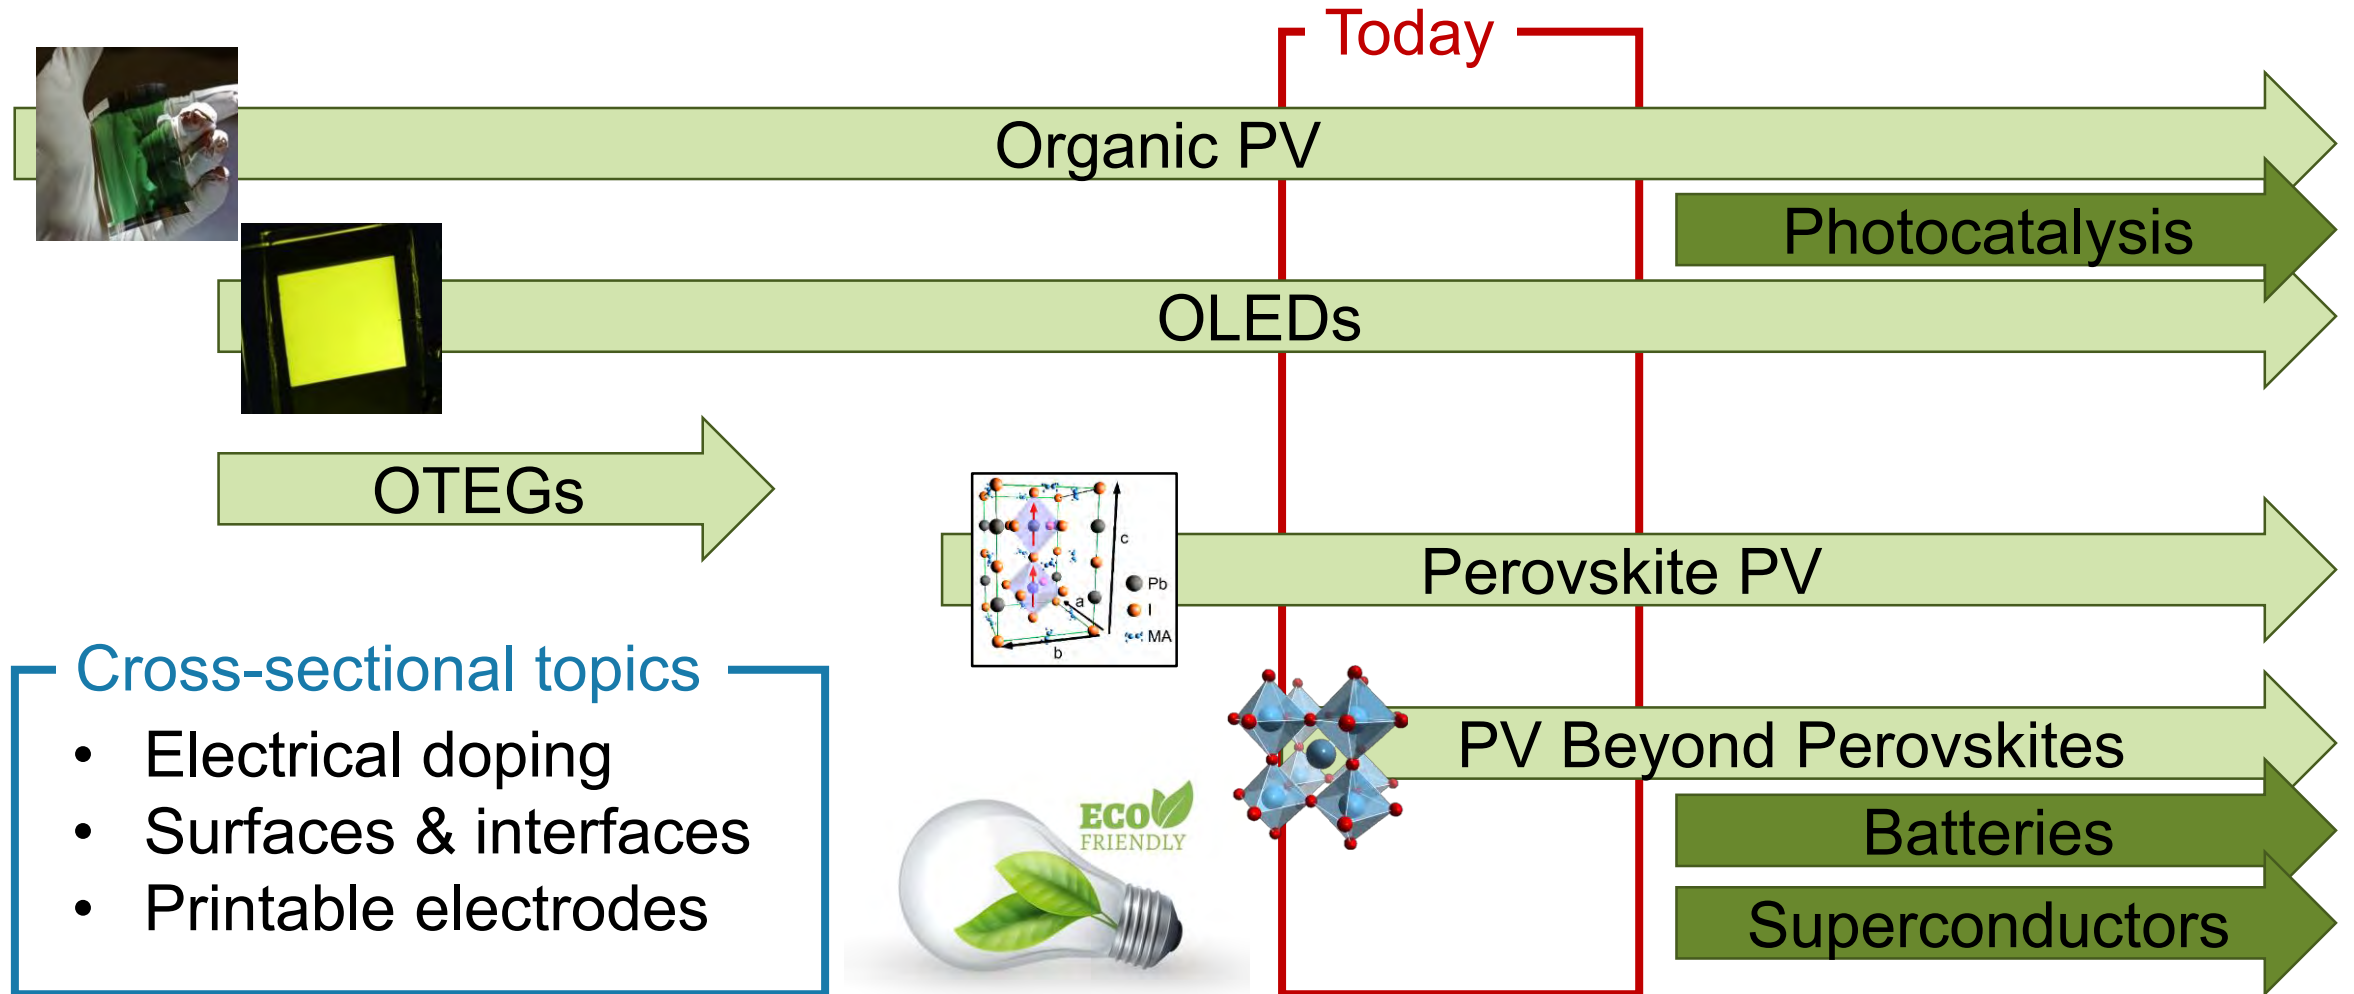 Today
Organic PV
Photocatalysis
OLEDs
OTEGs
c
Pb
a
I
MA
b
Perovskite PV
Cross-sectional topics
• Electrical doping
• Surfaces & interfaces
• Printable electrodes
PV Beyond Perovskites
ECO
FRIENDLY
Batteries
Superconductors